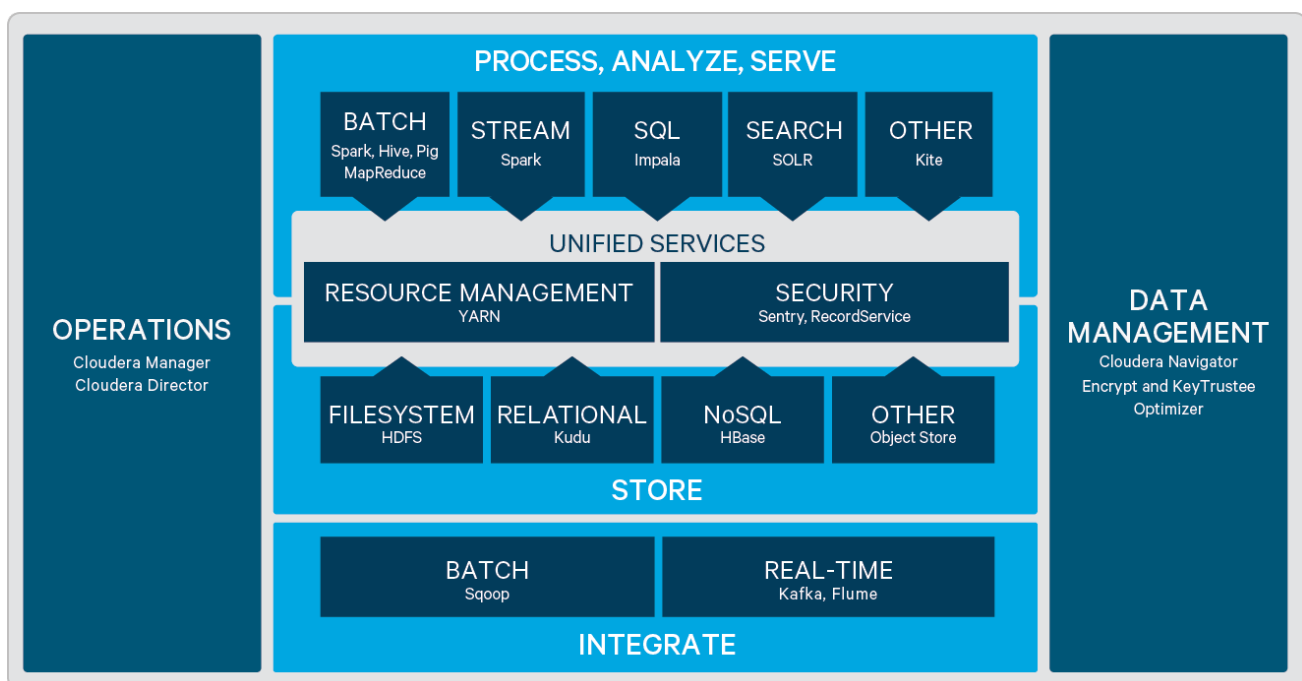 PROCESS, ANALYZE, SERVE
BATCH
Spark, Hive, Pig
MapReduce
STREAM
Spark
SQL
Impala
SEARCH
SOLR
OTHER
Kite
UNIFIED SERVICES
RESOURCE MANAGEMENT
YARN
SECURITY
Sentry, RecordService
OPERATIONS
Cloudera Manager
Cloudera Director
DATA
MANAGEMENT
Cloudera Navigator
Encrypt and KeyTrustee
Optimizer
FILESYSTEM
HDFS
RELATIONAL
Kudu
NoSQL
HBase
OTHER
Object Store
STORE
BATCH
Sqoop
REAL-TIME
Kafka, Flume
INTEGRATE